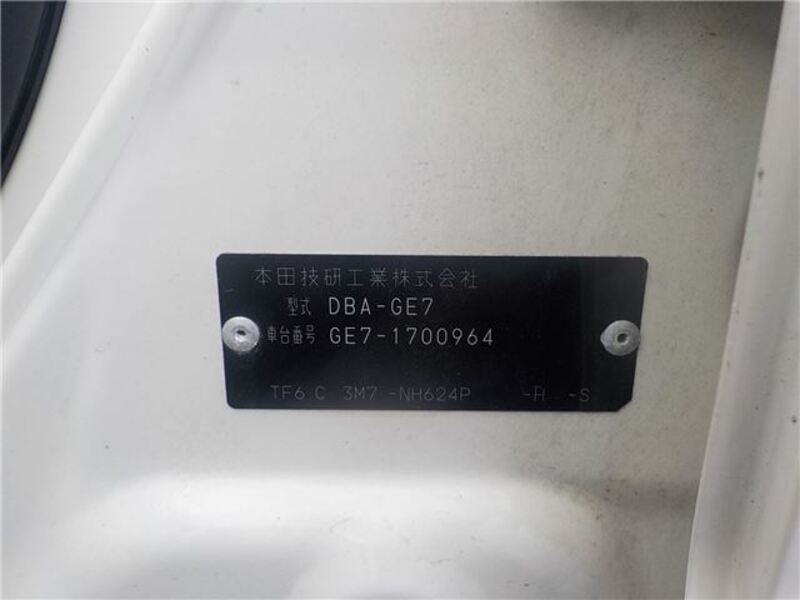 本田技研工業株式会社
型式 DBA-GE7
車台番号 GE7-1700964
TF6 C 3M7 -NH624P -H -S